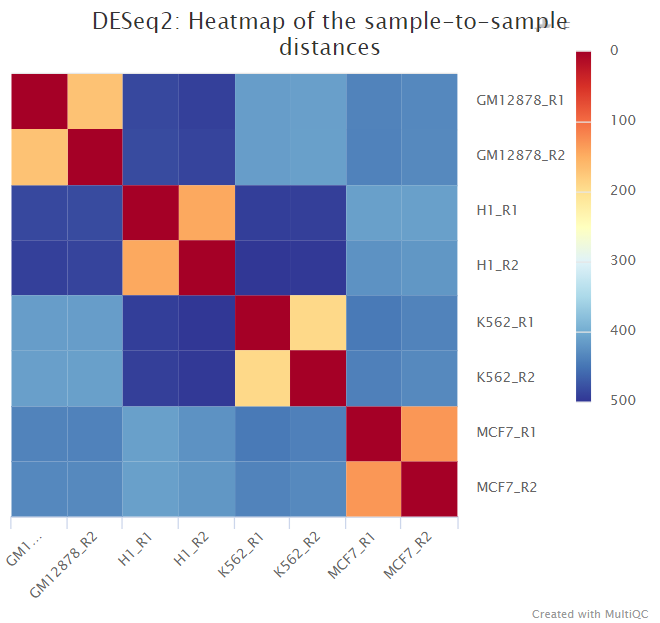 DESeq2: Heatmap of the sample-to-sample
distances
0
GM12878_R1
100
GM12878_R2
200
H1_R1
300
H1_R2
K562_R1
400
K562_R2
500
MCF7_R1
MCF7_R2
GM1…
GM12878_R2
H1_R1
H1_R2
K562_R1
K562_R2
MCF7_R1
MCF7_R2
Created with MultiQC